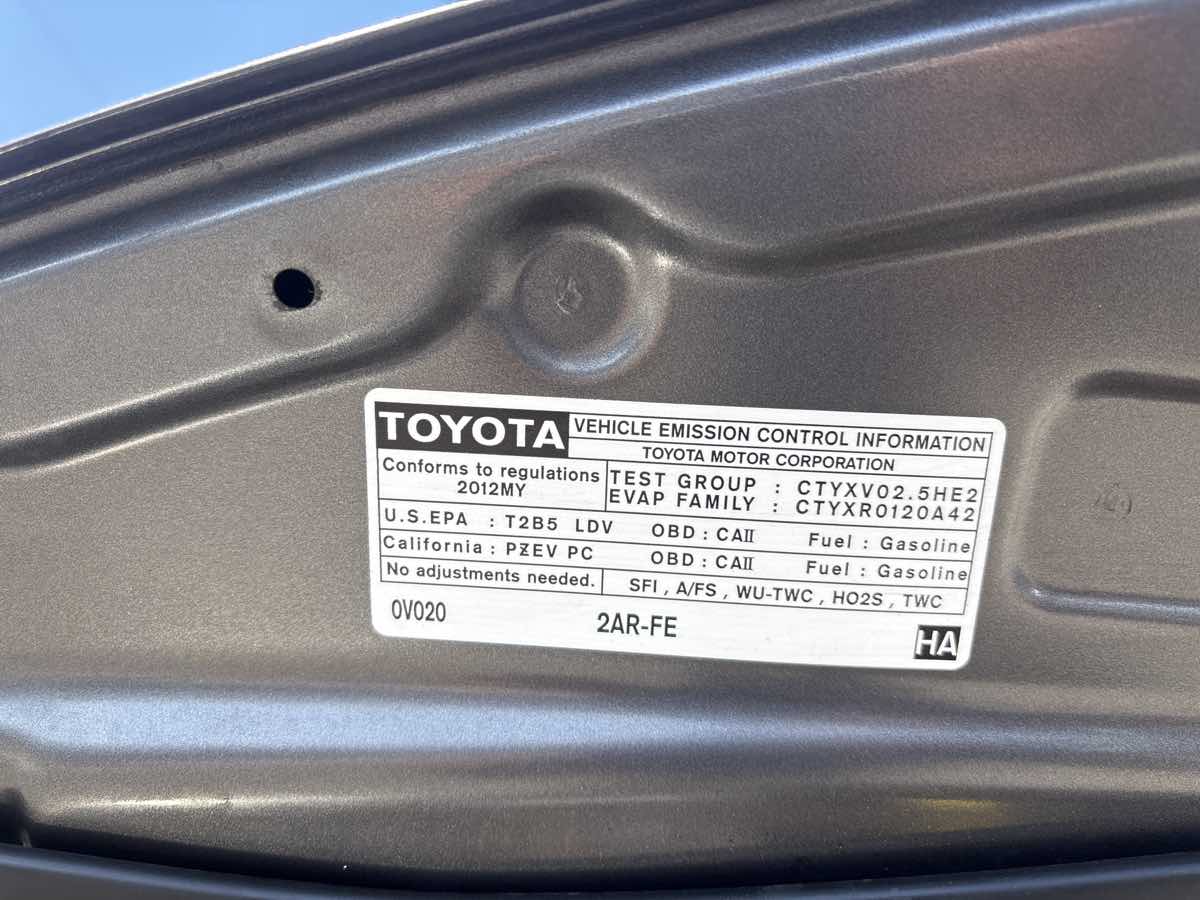 TOYOTA VEHICLE EMISSION CONTROL INFORMATION
TOYOTA MOTOR CORPORATION
Conforms to regulations
2012MY
TEST GROUP : CTYXV02.5HE2
EVAP FAMILY : CTYXR0120A42
U.S.EPA : T2B5 LDV OBD : CAII Fuel : Gasoline
California : PZEV PC OBD : CAII Fuel : Gasoline
No adjustments needed. SFI , A/FS , WU-TWC , HO2S , TWC
0V020 2AR-FE HA